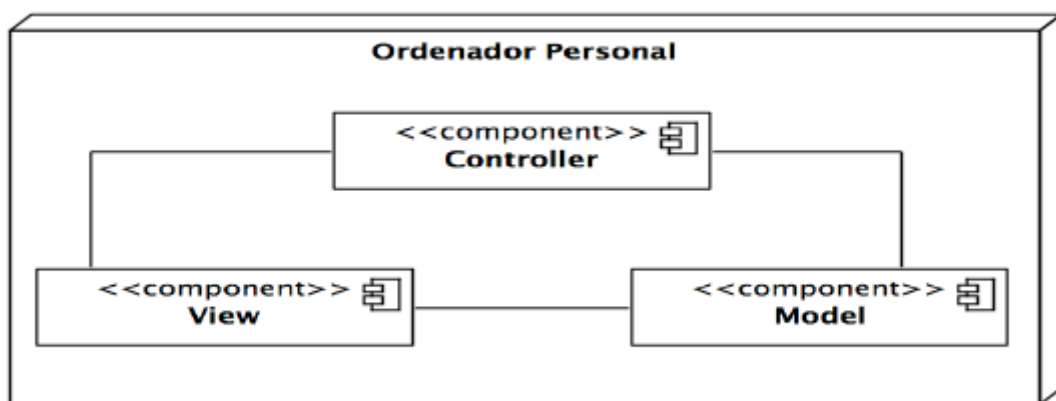 Ordenador Personal
<<component>>
Controller
<<component>>
View
<<component>>
Model